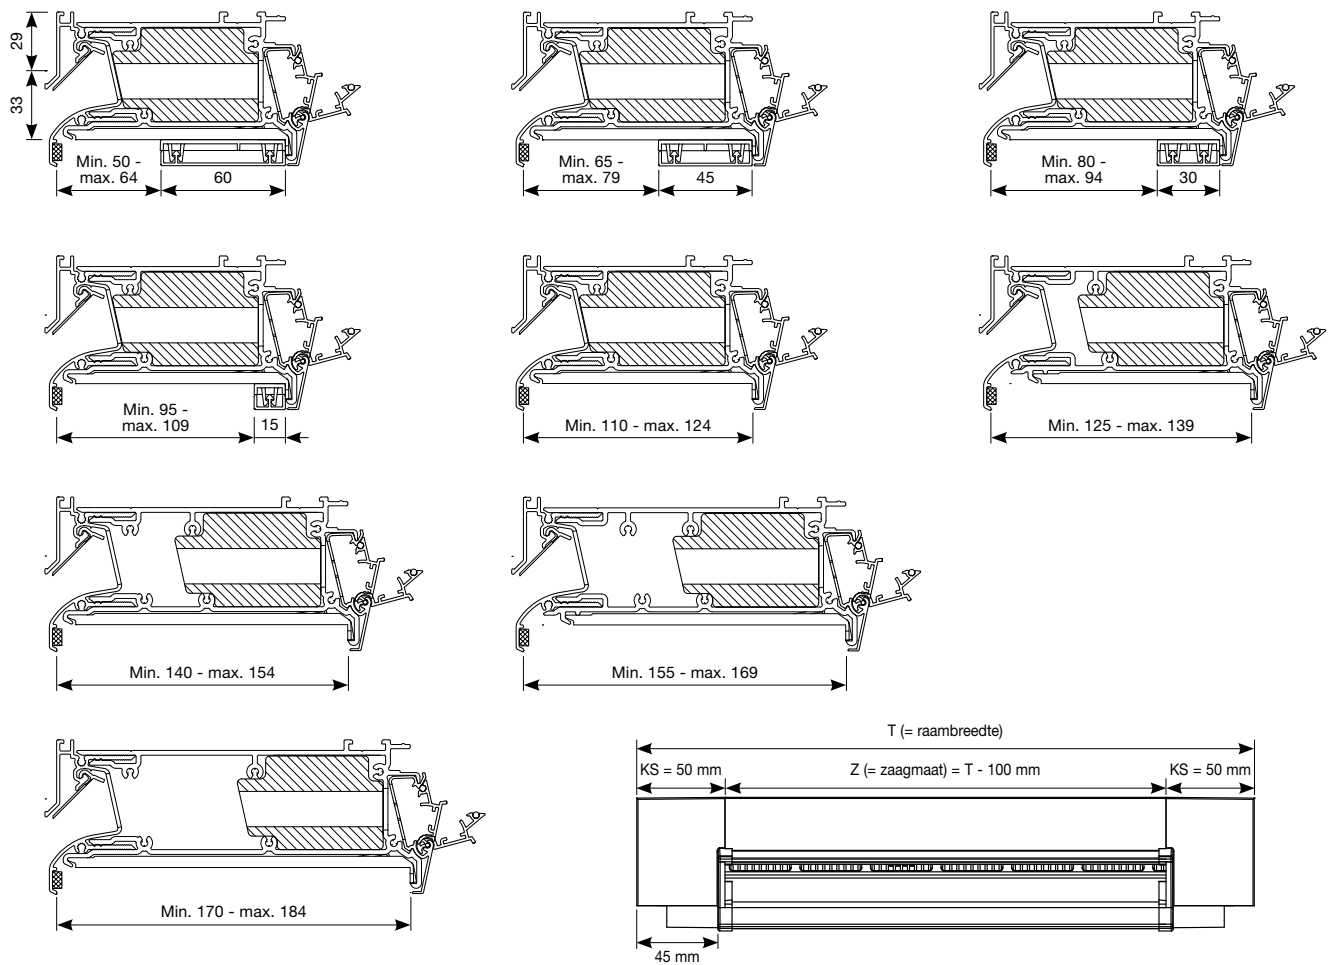 29
33
Min. 50 -
max. 64
60
Min. 65 -
max. 79
45
Min. 80 -
max. 94
30
Min. 95 -
max. 109
15
Min. 110 - max. 124
Min. 125 - max. 139
Min. 140 - max. 154
Min. 155 - max. 169
Min. 170 - max. 184
T (= raambreedte)
KS = 50 mm
Z (= zaagmaat) = T - 100 mm
KS = 50 mm
45 mm